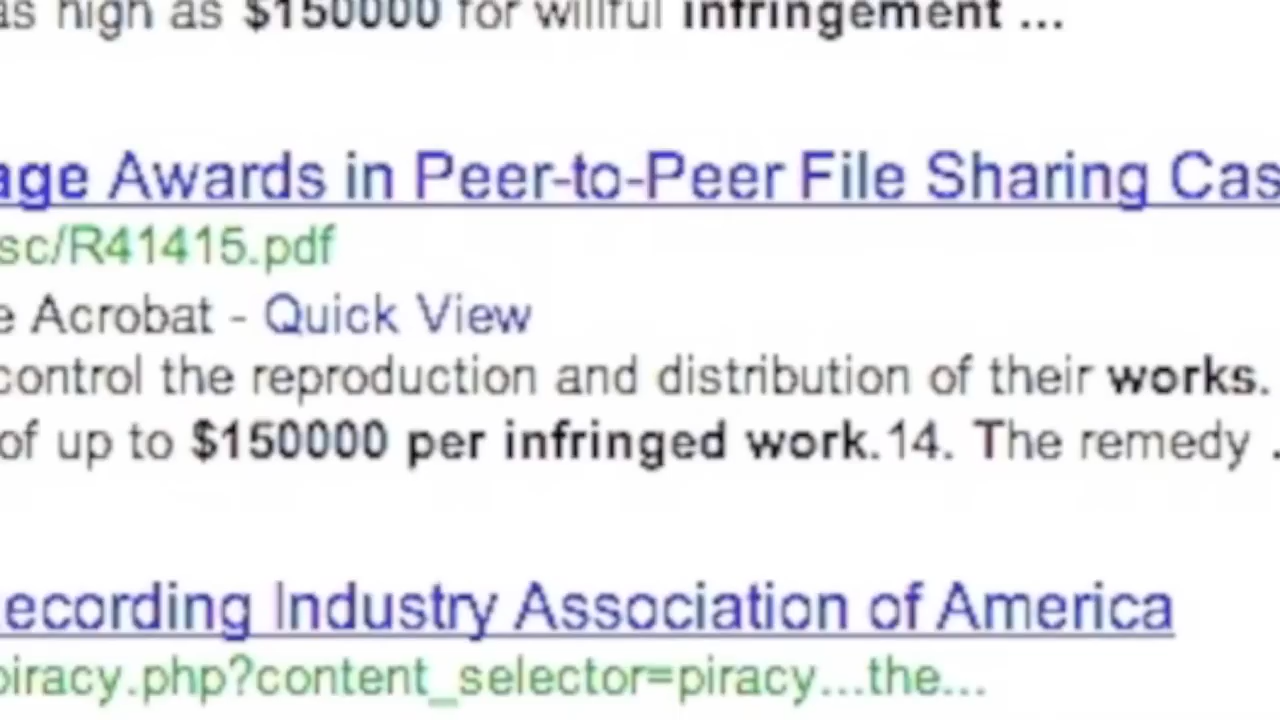 as high as $150000 for willful infringement ...
age Awards in Peer-to-Peer File Sharing Cas
sc/R41415.pdf
e Acrobat - Quick View
control the reproduction and distribution of their works.
of up to $150000 per infringed work.14. The remedy .
ecording Industry Association of America
piracy.php?content_selector=piracy...the...